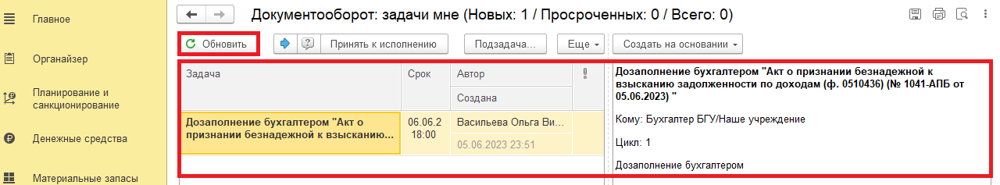 Главное
Органайзер
Планирование и
санкционирование
Денежные средства
Материальные запасы
Документооборот: задачи мне (Новых: 1 / Просроченных: 0 / Всего: 0)
Обновить
Принять к исполнению
Подзадача...
Еще
Создать на основании
Задача
Срок
Автор
Создана
Дозаполнение бухгалтером "Акт о
признании безнадежной к взысканию...
06.06.2
18:00
Васильева Ольга Ви...
05.06.2023 23:51
Дозаполнение бухгалтером "Акт о признании безнадежной к
взысканию задолженности по доходам (ф. 0510436) (№ 1041-АПБ от
05.06.2023) "
Кому: Бухгалтер БГУ/Наше учреждение
Цикл: 1
Дозаполнение бухгалтером